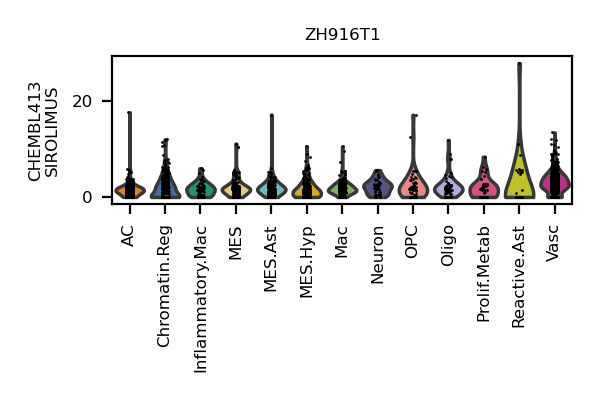 ZH916T1
CHEMBL413
SIROLIMUS
20
0
AC
Chromatin.Reg
Inflammatory.Mac
MES
MES.Ast
MES.Hyp
Mac
Neuron
OPC
Oligo
Prolif.Metab
Reactive.Ast
Vasc